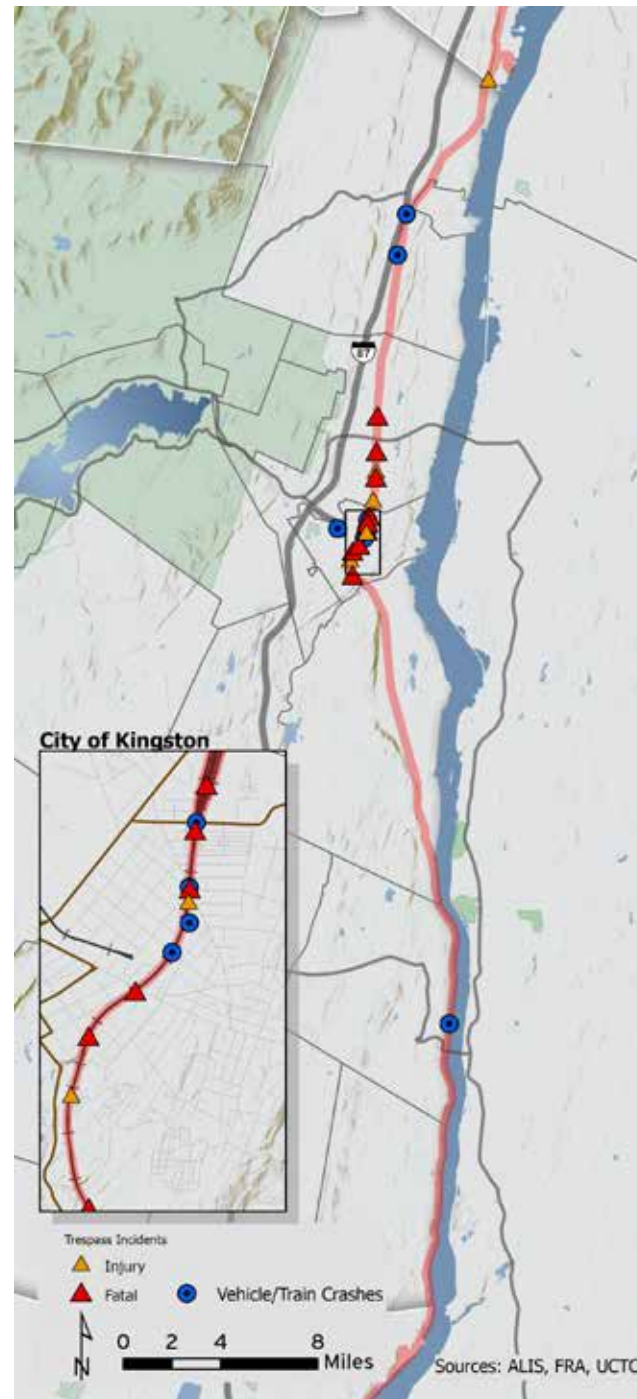 87
City of Kingston
Trespass Incidents
Injury
Fatal
Vehicle/Train Crashes
N
0 2 4 8
Miles
Sources: ALIS, FRA, UCTC